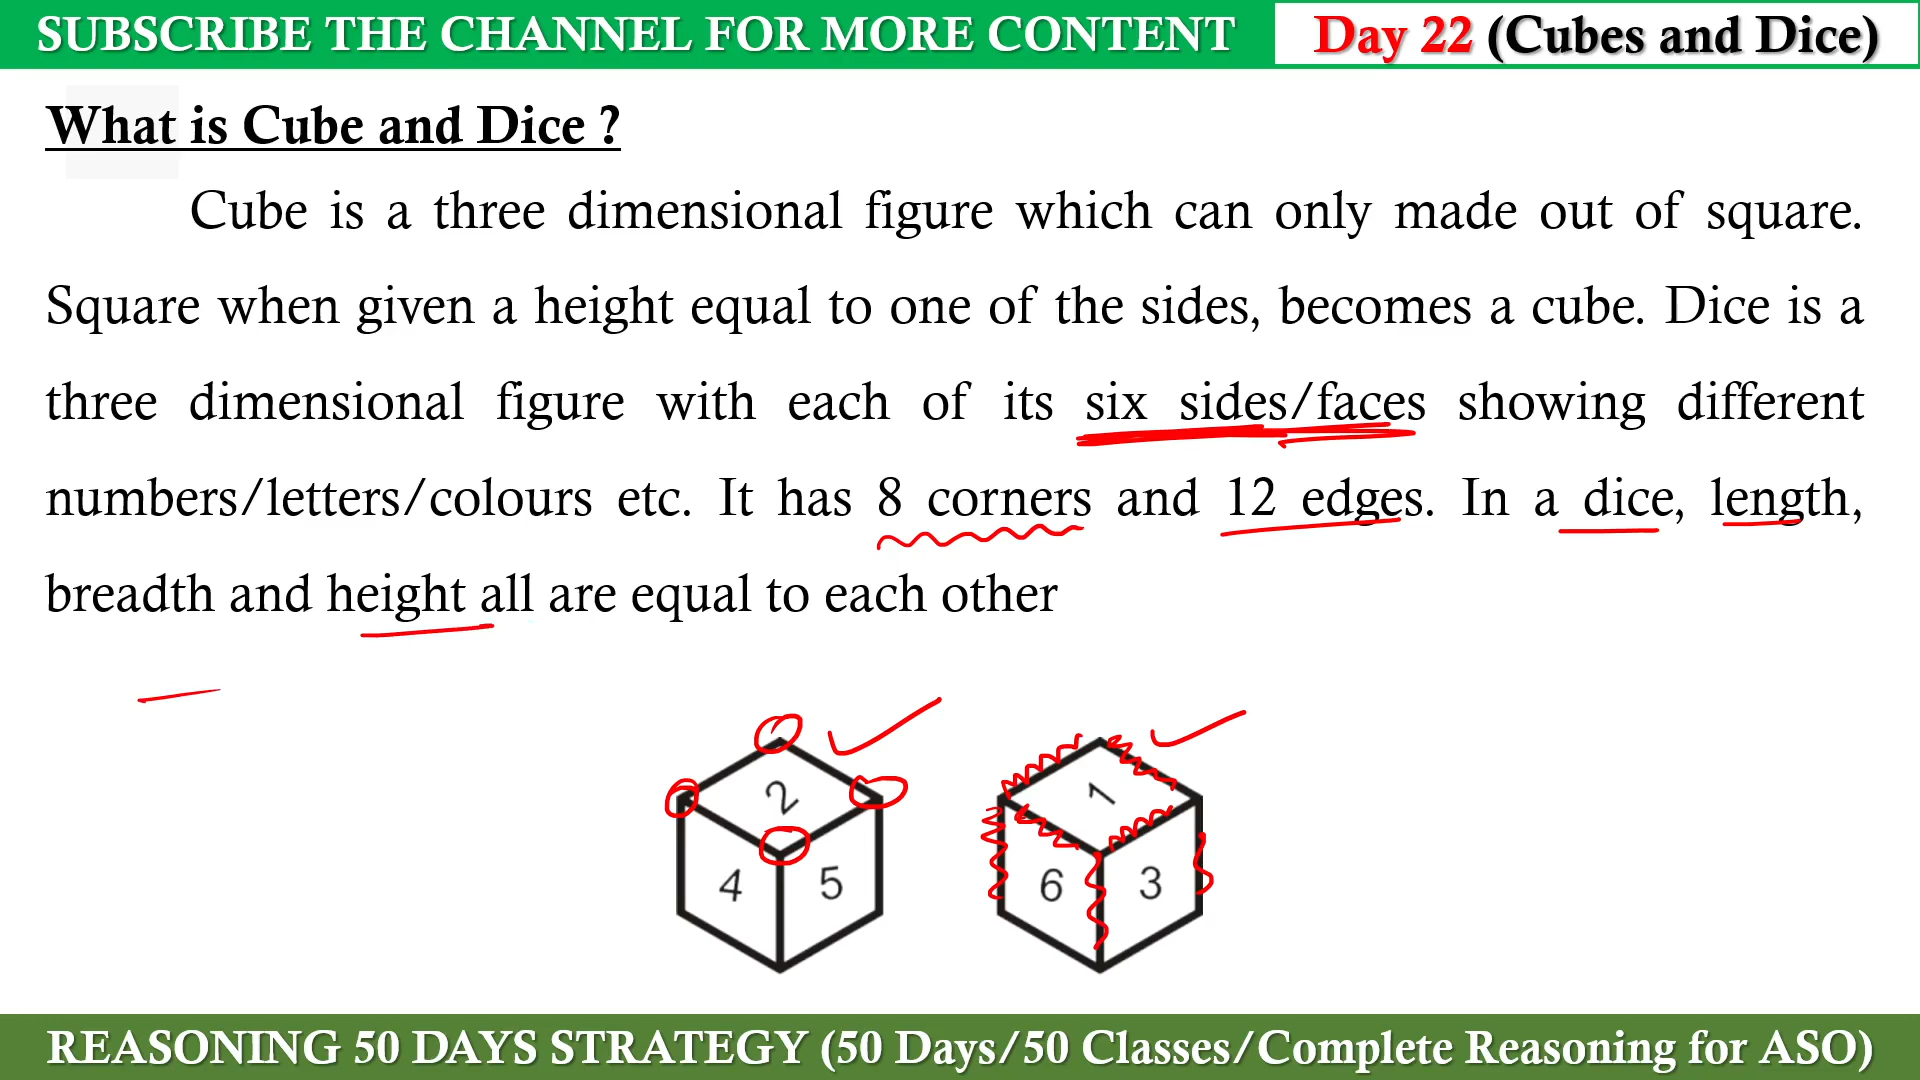 SUBSCRIBE THE CHANNEL FOR MORE CONTENT
Day 22 (Cubes and Dice)
What is Cube and Dice ?
Cube is a three dimensional figure which can only made out of square.
Square when given a height equal to one of the sides, becomes a cube. Dice is a
three dimensional figure with each of its six sides/faces showing different
numbers/letters/colours etc. It has 8 corners and 12 edges. In a dice, length,
breadth and height all are equal to each other
2
4
5
1
6
3
REASONING 50 DAYS STRATEGY (50 Days/50 Classes/Complete Reasoning for ASO)